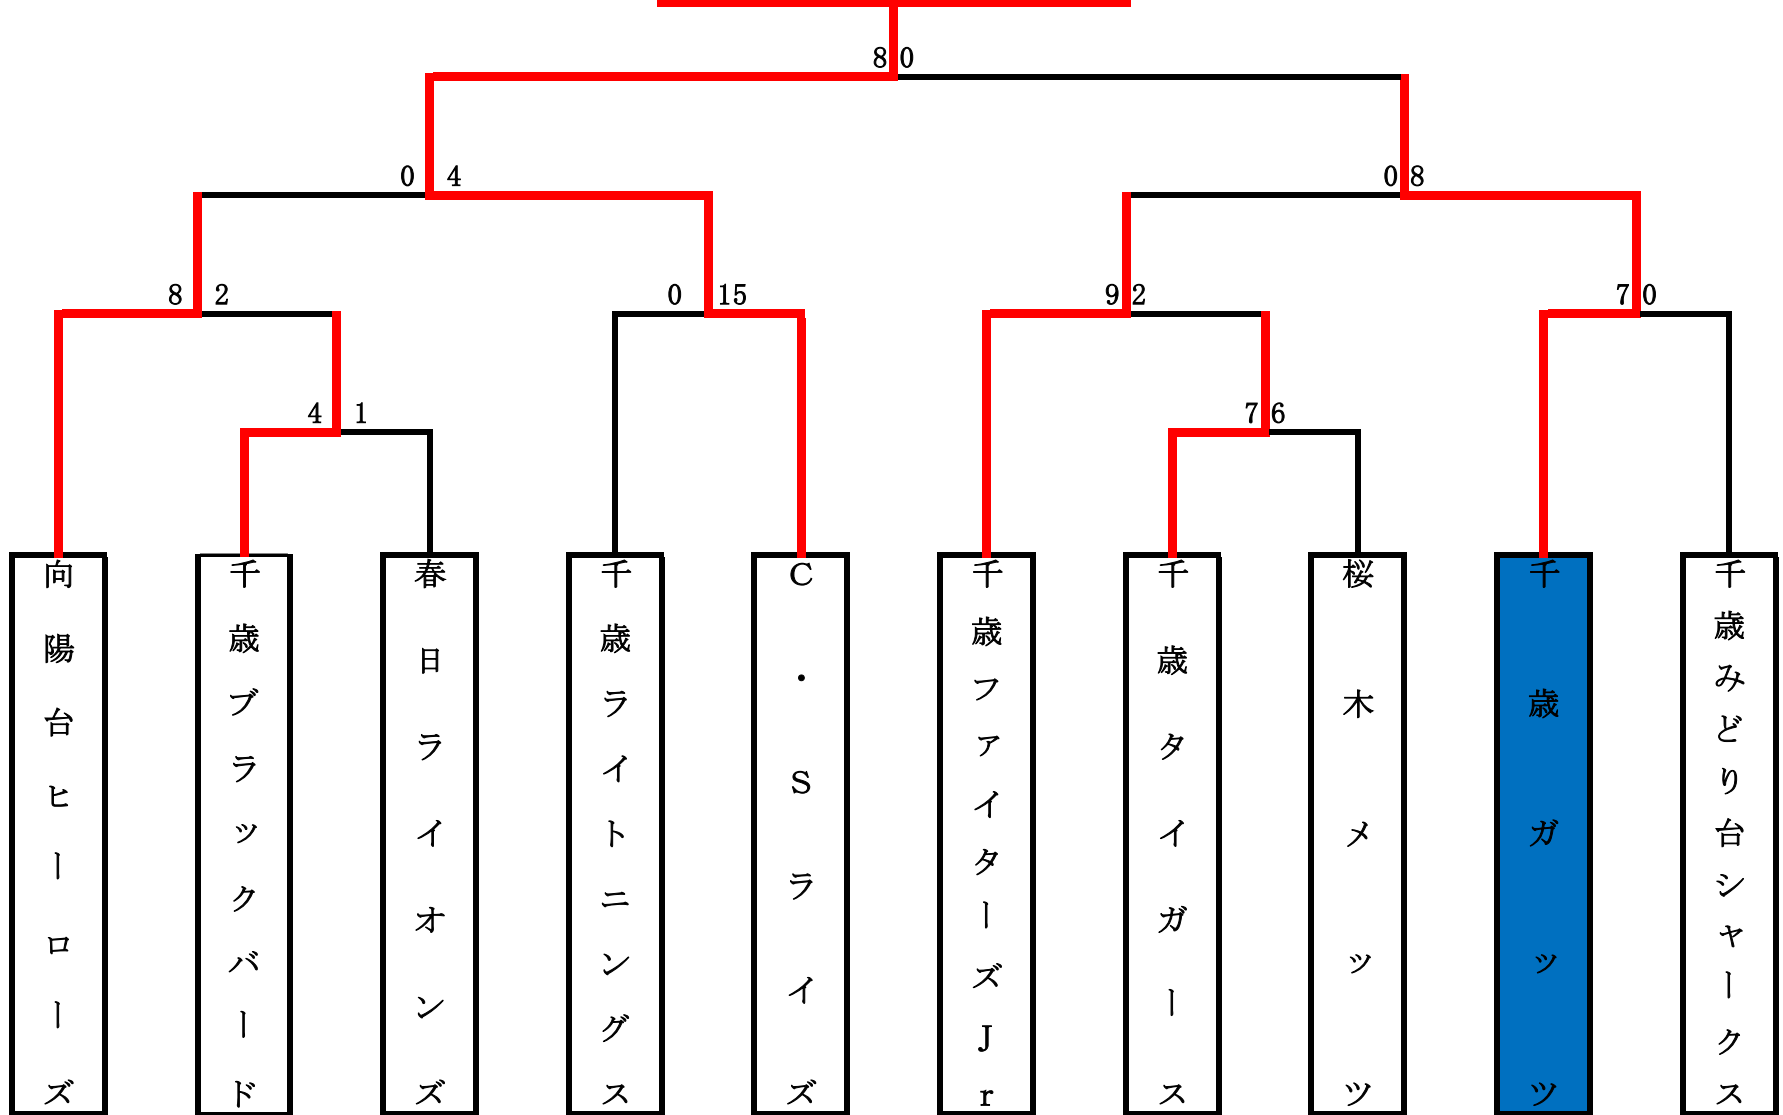 8 0
0 4
0 8
8 2
0 15
9 2
7 0
4 1
7 6
向陽台ヒーローズ
千歳ブラックバード
春日ライオンズ
千歳ライトニングス
C・Sライズ
千歳ファイターズJr
千歳タイガース
桜木メッツ
千歳ガッツ
千歳みどり台シャークス